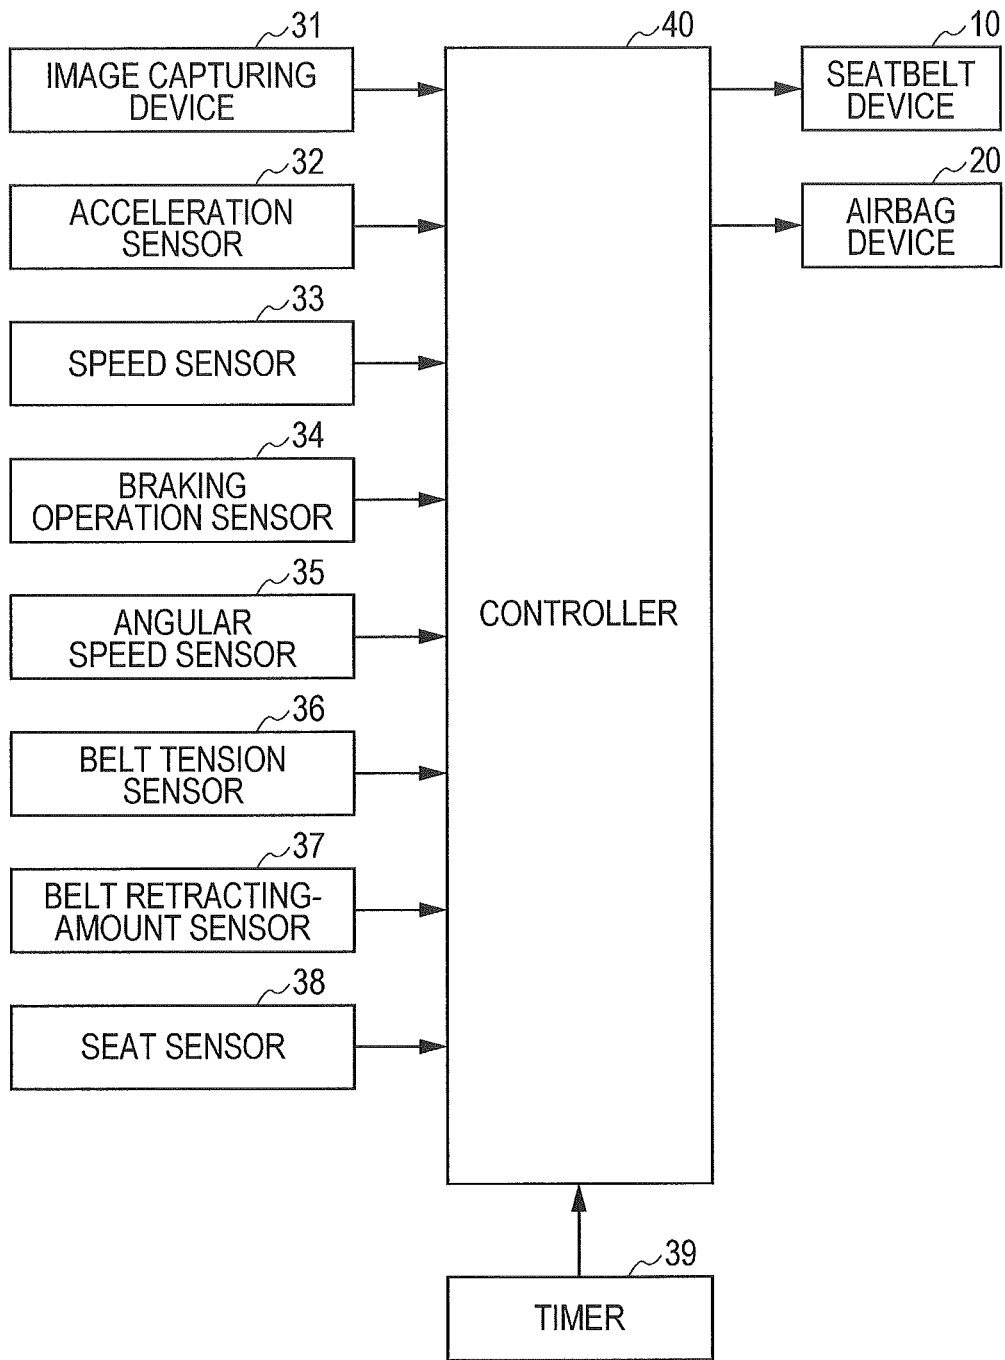 31
IMAGE CAPTURING
DEVICE
32
ACCELERATION
SENSOR
33
SPEED SENSOR
34
BRAKING
OPERATION SENSOR
35
ANGULAR
SPEED SENSOR
36
BELT TENSION
SENSOR
37
BELT RETRACTING-
AMOUNT SENSOR
38
SEAT SENSOR
40
CONTROLLER
10
SEATBELT
DEVICE
20
AIRBAG
DEVICE
39
TIMER